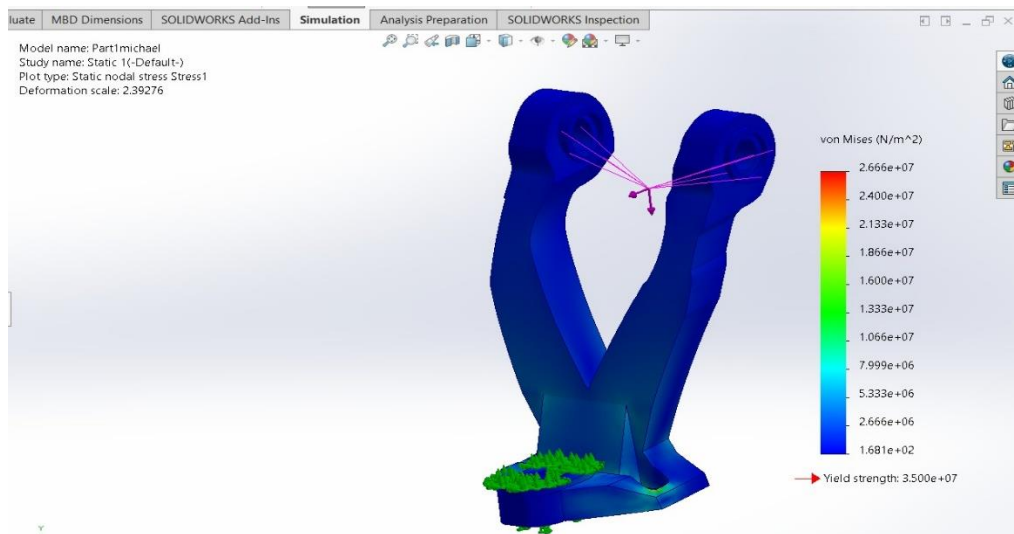 luate MBD Dimensions SOLIDWORKS Add-Ins Simulation Analysis Preparation SOLIDWORKS Inspection
Model name: Part1michael
Study name: Static 1(-Default-)
Plot type: Static nodal stress Stress1
Deformation scale: 2.39276
von Mises (N/m^2)
2.666e+07
2.400e+07
2.133e+07
1.866e+07
1.600e+07
1.333e+07
1.066e+07
7.999e+06
5.333e+06
2.666e+06
1.681e+02
Yield strength: 3.500e+07
Y